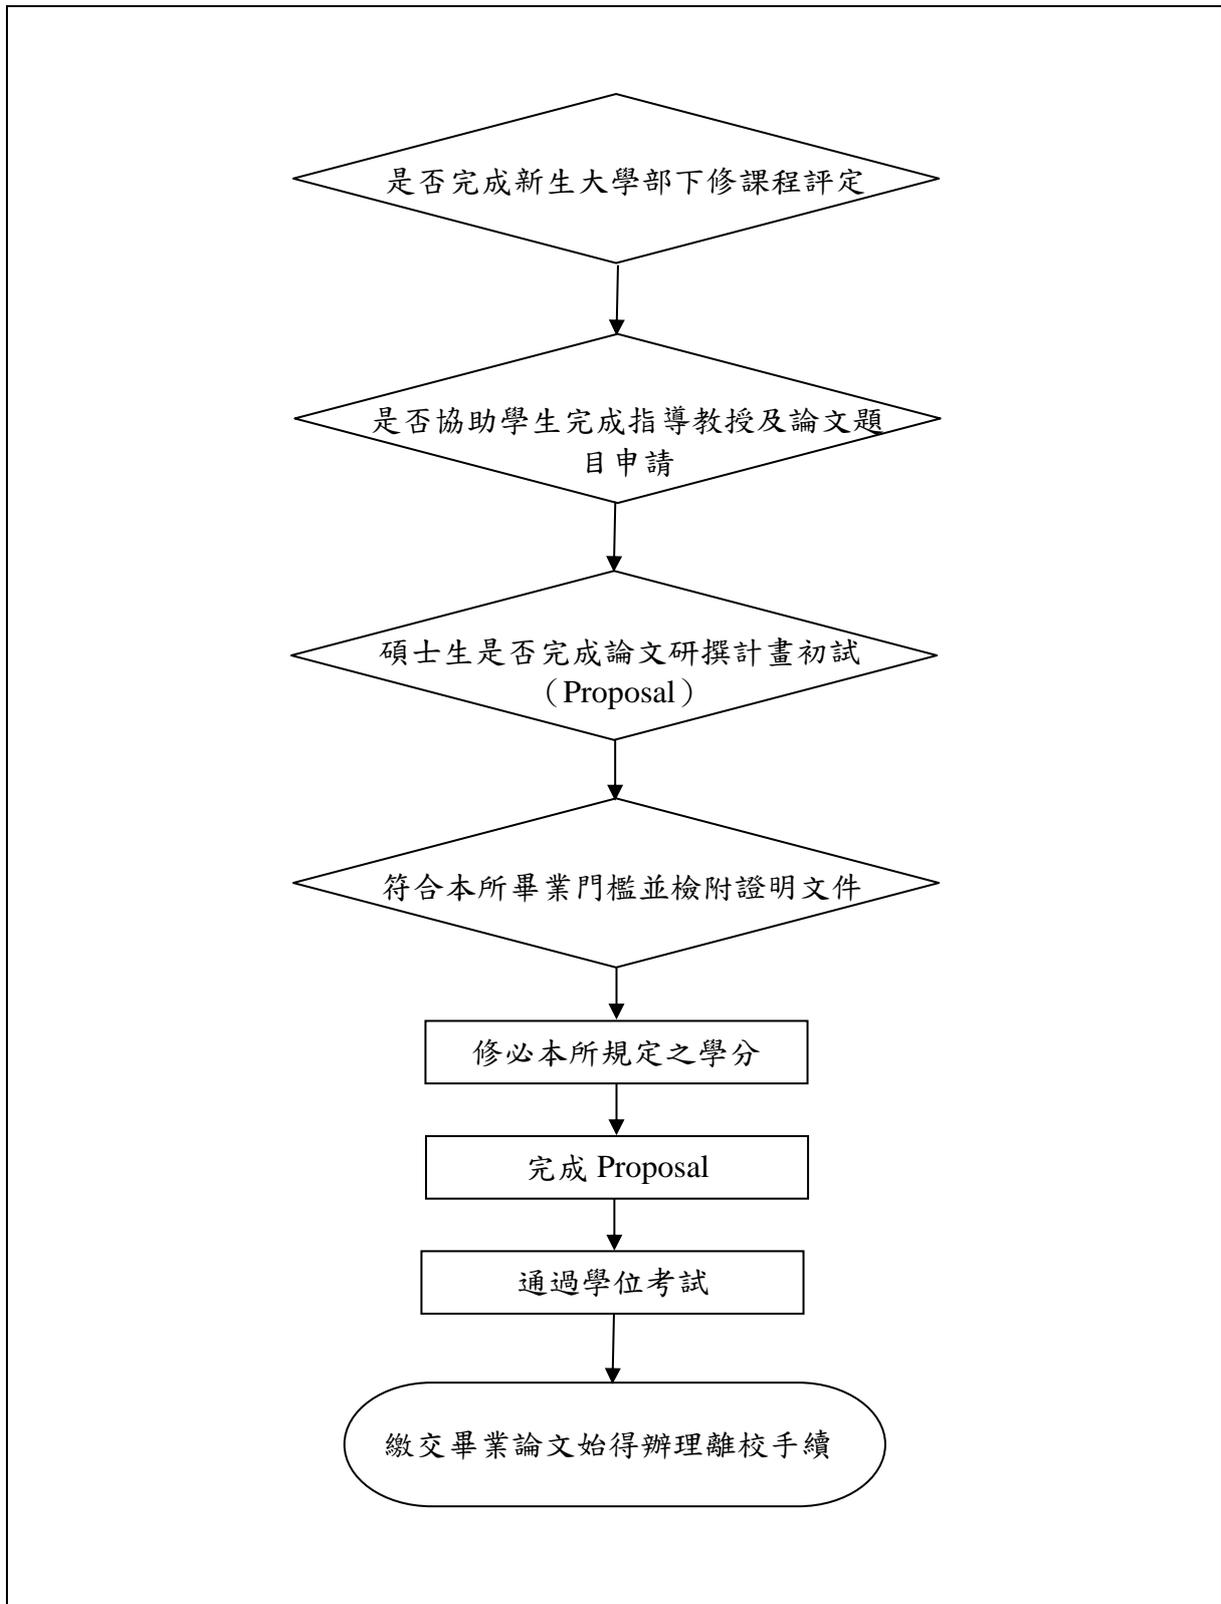 是否完成新生大學部下修課程評定
是否協助學生完成指導教授及論文題
目申請
碩士生是否完成論文研撰計畫初試
（Proposal）
符合本所畢業門檻並檢附證明文件
修必本所規定之學分
完成 Proposal
通過學位考試
繳交畢業論文始得辦理離校手續